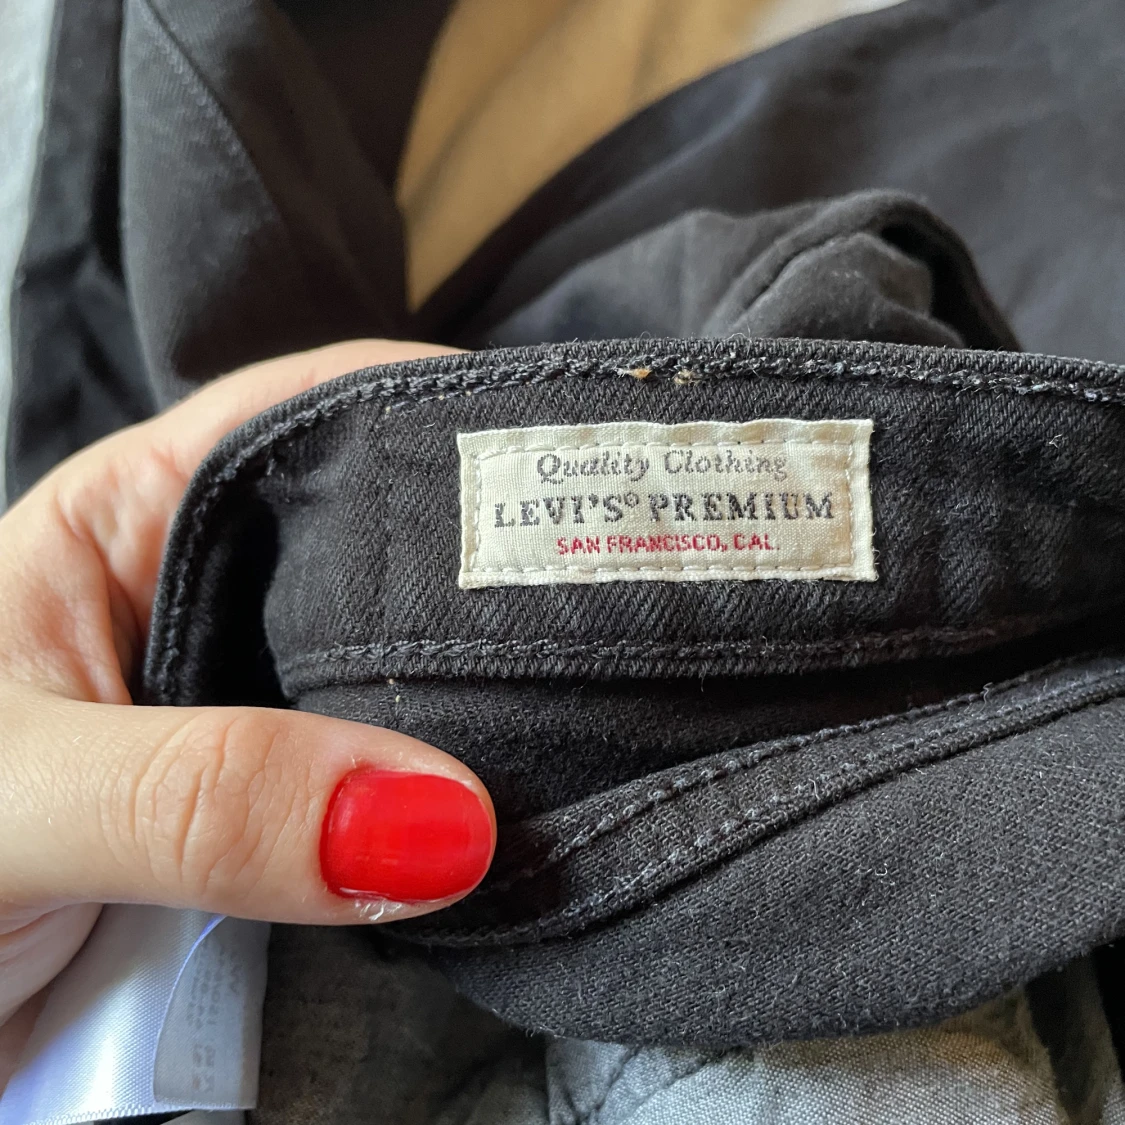 Quality Clothing
LEVI'S® PREMIUM
SAN FRANCISCO, CAL.